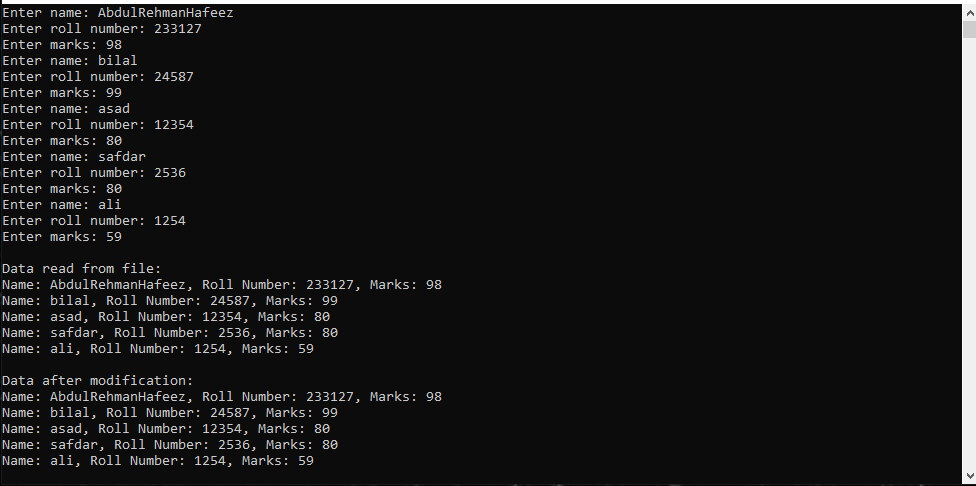 Enter name: AbdulRehmanHafeez
Enter roll number: 233127
Enter marks: 98
Enter name: bilal
Enter roll number: 24587
Enter marks: 99
Enter name: asad
Enter roll number: 12354
Enter marks: 80
Enter name: safdar
Enter roll number: 2536
Enter marks: 80
Enter name: ali
Enter roll number: 1254
Enter marks: 59

Data read from file:
Name: AbdulRehmanHafeez, Roll Number: 233127, Marks: 98
Name: bilal, Roll Number: 24587, Marks: 99
Name: asad, Roll Number: 12354, Marks: 80
Name: safdar, Roll Number: 2536, Marks: 80
Name: ali, Roll Number: 1254, Marks: 59

Data after modification:
Name: AbdulRehmanHafeez, Roll Number: 233127, Marks: 98
Name: bilal, Roll Number: 24587, Marks: 99
Name: asad, Roll Number: 12354, Marks: 80
Name: safdar, Roll Number: 2536, Marks: 80
Name: ali, Roll Number: 1254, Marks: 59